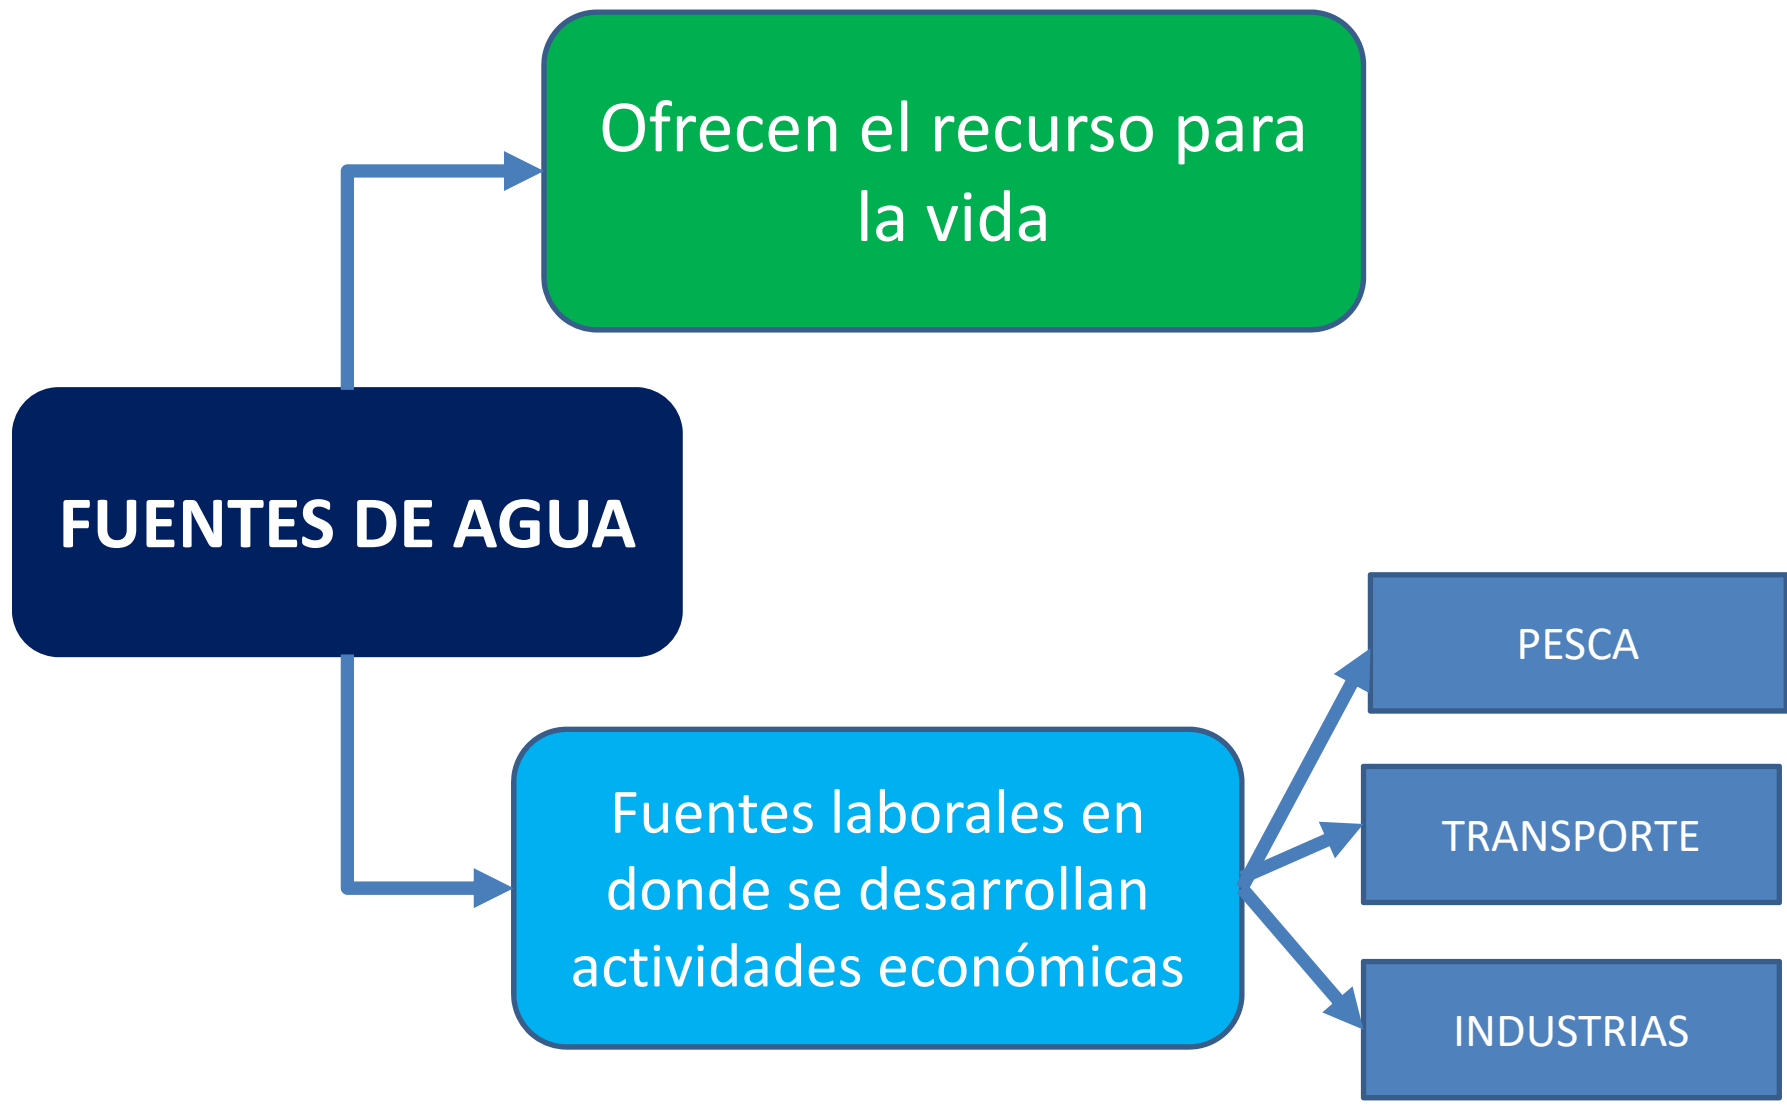 Ofrecen el recurso para
la vida
FUENTES DE AGUA
Fuentes laborales en
donde se desarrollan
actividades económicas
PESCA
TRANSPORTE
INDUSTRIAS